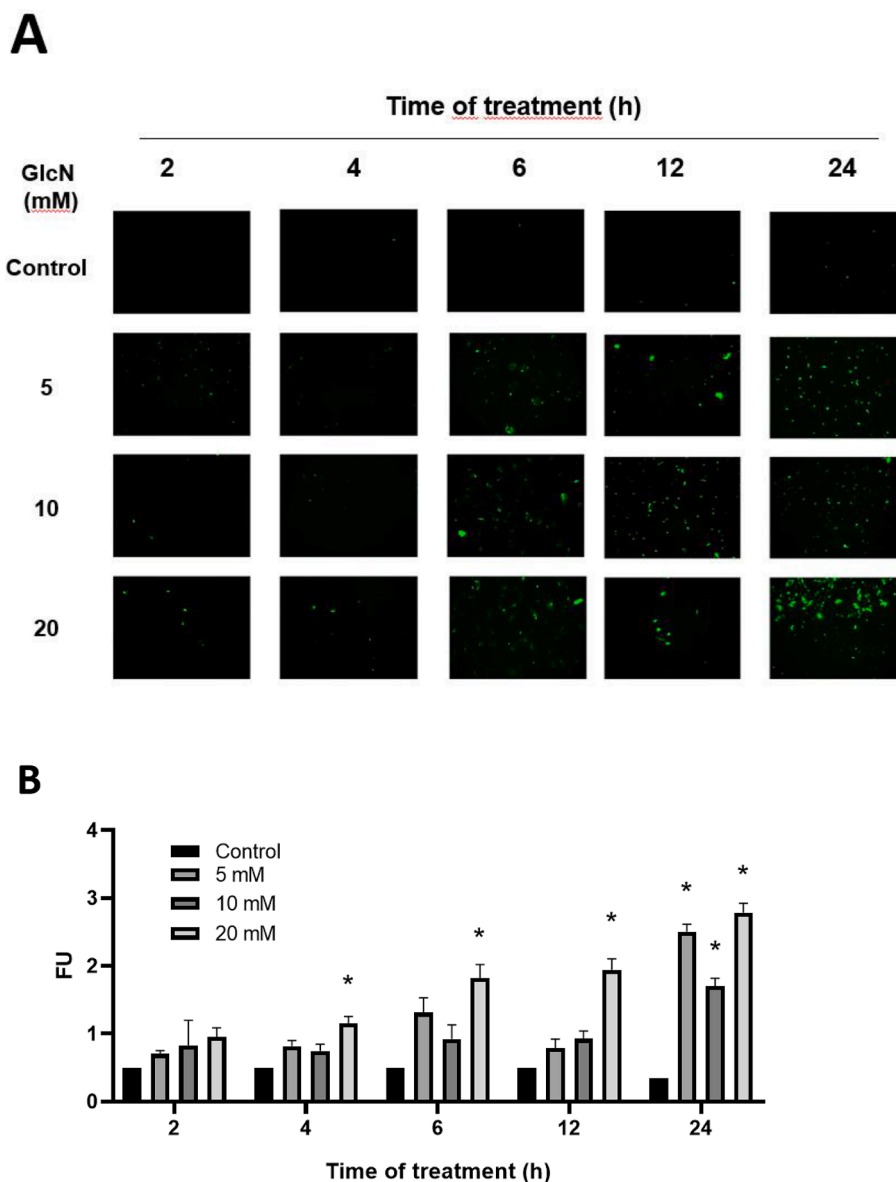 A
Time of treatment (h)
GlcN
(mM)
2 4 6 12 24
Control
5
10
20
B
4
3
2
1
0
FU
Control
5 mM
10 mM
20 mM
* * * * * *
2 4 6 12 24
Time of treatment (h)